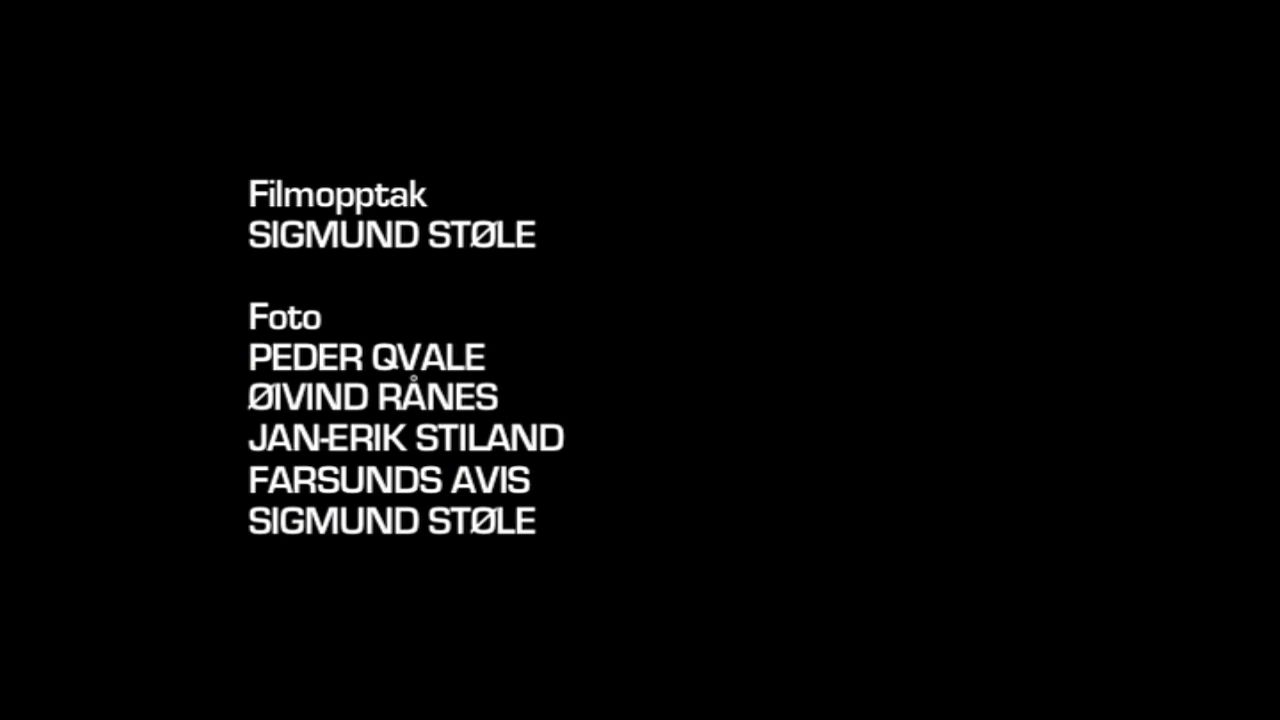 Filmopptak
SIGMUND STØLE
Foto
PEDER QVALE
ØIVIND RÅNES
JAN-ERIK STILAND
FARSUNDS AVIS
SIGMUND STØLE